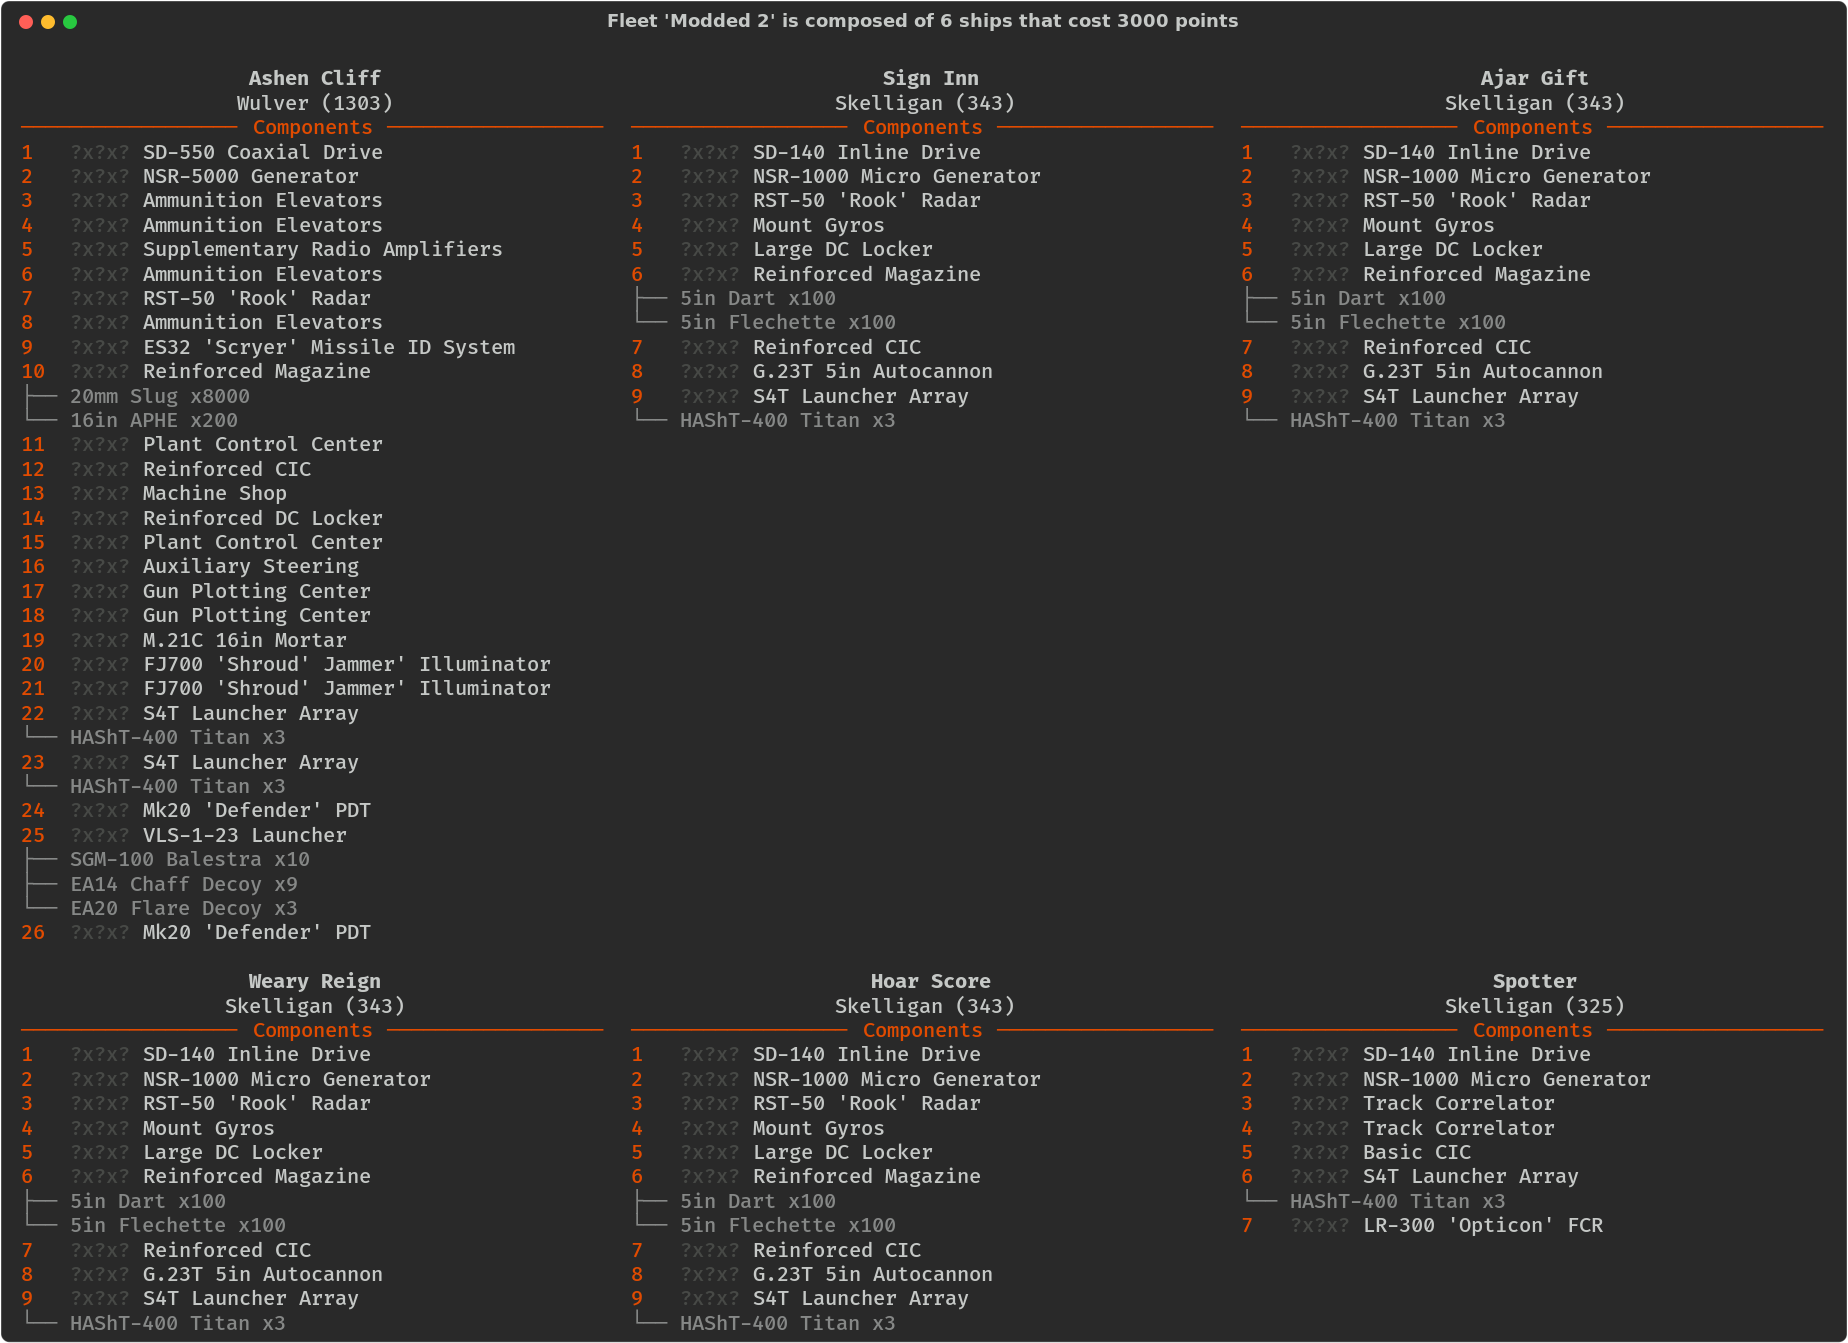 Fleet 'Modded 2' is composed of 6 ships that cost 3000 points
Ashen Cliff
Wulver (1303)
Components
1 ?x?x? SD-550 Coaxial Drive
2 ?x?x? NSR-5000 Generator
3 ?x?x? Ammunition Elevators
4 ?x?x? Ammunition Elevators
5 ?x?x? Supplementary Radio Amplifiers
6 ?x?x? Ammunition Elevators
7 ?x?x? RST-50 'Rook' Radar
8 ?x?x? Ammunition Elevators
9 ?x?x? ES32 'Scryer' Missile ID System
10 ?x?x? Reinforced Magazine
20mm Slug x8000
16in APHE x200
11 ?x?x? Plant Control Center
12 ?x?x? Reinforced CIC
13 ?x?x? Machine Shop
14 ?x?x? Reinforced DC Locker
15 ?x?x? Plant Control Center
16 ?x?x? Auxiliary Steering
17 ?x?x? Gun Plotting Center
18 ?x?x? Gun Plotting Center
19 ?x?x? M.21C 16in Mortar
20 ?x?x? FJ700 'Shroud' Jammer' Illuminator
21 ?x?x? FJ700 'Shroud' Jammer' Illuminator
22 ?x?x? S4T Launcher Array
HAShT-400 Titan x3
23 ?x?x? S4T Launcher Array
HAShT-400 Titan x3
24 ?x?x? Mk20 'Defender' PDT
25 ?x?x? VLS-1-23 Launcher
SGM-100 Balestra x10
EA14 Chaff Decoy x9
EA20 Flare Decoy x3
26 ?x?x? Mk20 'Defender' PDT
Sign Inn
Skelligan (343)
Components
1 ?x?x? SD-140 Inline Drive
2 ?x?x? NSR-1000 Micro Generator
3 ?x?x? RST-50 'Rook' Radar
4 ?x?x? Mount Gyros
5 ?x?x? Large DC Locker
6 ?x?x? Reinforced Magazine
5in Dart x100
5in Flechette x100
7 ?x?x? Reinforced CIC
8 ?x?x? G.23T 5in Autocannon
9 ?x?x? S4T Launcher Array
HAShT-400 Titan x3
Ajar Gift
Skelligan (343)
Components
1 ?x?x? SD-140 Inline Drive
2 ?x?x? NSR-1000 Micro Generator
3 ?x?x? RST-50 'Rook' Radar
4 ?x?x? Mount Gyros
5 ?x?x? Large DC Locker
6 ?x?x? Reinforced Magazine
5in Dart x100
5in Flechette x100
7 ?x?x? Reinforced CIC
8 ?x?x? G.23T 5in Autocannon
9 ?x?x? S4T Launcher Array
HAShT-400 Titan x3
Weary Reign
Skelligan (343)
Components
1 ?x?x? SD-140 Inline Drive
2 ?x?x? NSR-1000 Micro Generator
3 ?x?x? RST-50 'Rook' Radar
4 ?x?x? Mount Gyros
5 ?x?x? Large DC Locker
6 ?x?x? Reinforced Magazine
5in Dart x100
5in Flechette x100
7 ?x?x? Reinforced CIC
8 ?x?x? G.23T 5in Autocannon
9 ?x?x? S4T Launcher Array
HAShT-400 Titan x3
Hoar Score
Skelligan (343)
Components
1 ?x?x? SD-140 Inline Drive
2 ?x?x? NSR-1000 Micro Generator
3 ?x?x? RST-50 'Rook' Radar
4 ?x?x? Mount Gyros
5 ?x?x? Large DC Locker
6 ?x?x? Reinforced Magazine
5in Dart x100
5in Flechette x100
7 ?x?x? Reinforced CIC
8 ?x?x? G.23T 5in Autocannon
9 ?x?x? S4T Launcher Array
HAShT-400 Titan x3
Spotter
Skelligan (325)
Components
1 ?x?x? SD-140 Inline Drive
2 ?x?x? NSR-1000 Micro Generator
3 ?x?x? Track Correlator
4 ?x?x? Track Correlator
5 ?x?x? Basic CIC
6 ?x?x? S4T Launcher Array
HAShT-400 Titan x3
7 ?x?x? LR-300 'Opticon' FCR